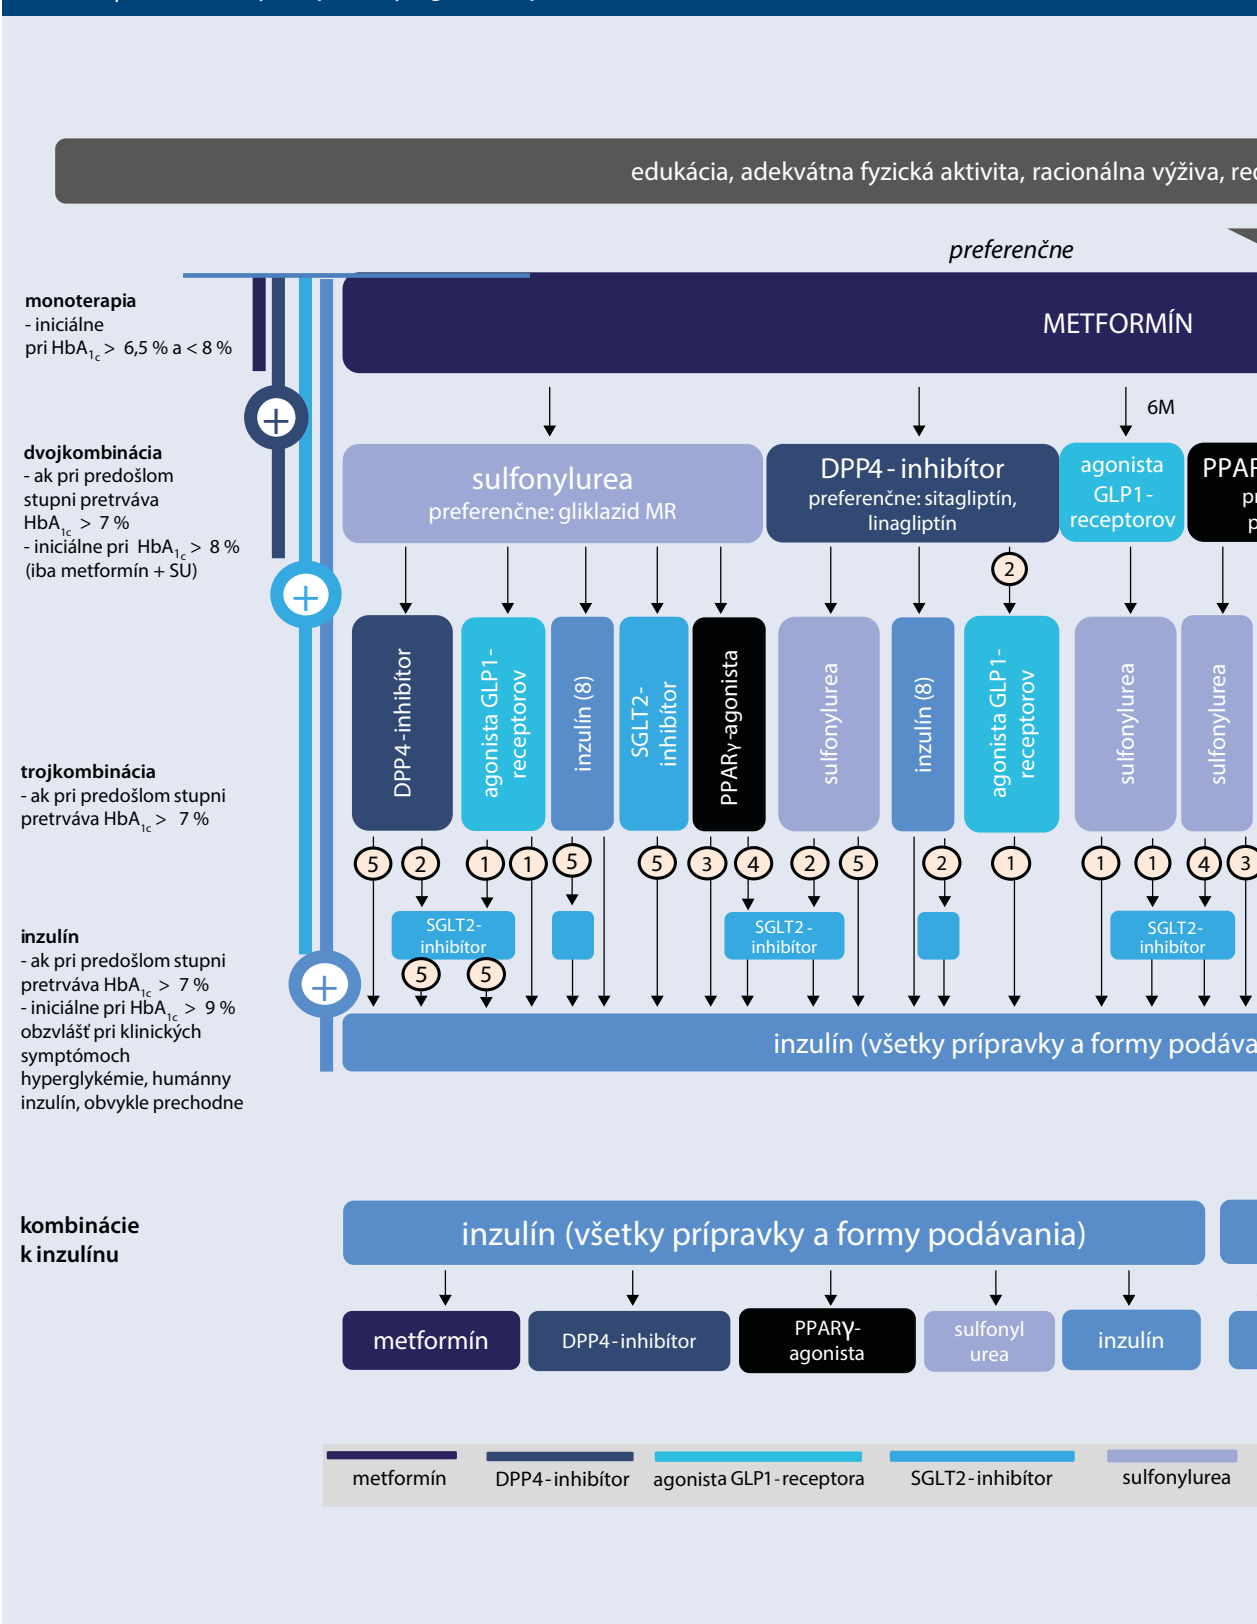 edukácia, adekvátna fyzická aktivita, racionálna výživa,
preferenčne
monoterapia
- iniciálne
pri HbA1c > 6,5 % a < 8 %
METFORMÍN
6M
dvojkombinácia
- ak pri predošlom
stupni pretrváva
HbA1c > 7 %
- iniciálne pri HbA1c > 8 %
(iba metformín + SU)
sulfonylurea
preferenčne: gliklazid MR
DPP4 - inhibítor
preferenčne: sitagliptín,
linagliptín
agonista
GLP1-
receptorov
PPAR
2
DPP4-inhibítor
agonista GLP1-
receptorov
inzulín (8)
SGLT2-
inhibítor
PPARγ-agonista
sulfonylurea
inzulín (8)
agonista GLP1-
receptorov
sulfonylurea
sulfonylurea
trojkombinácia
- ak pri predošlom stupni
pretrváva HbA1c > 7 %
5 2 1 1 5 5 3 4 2 5 2 1 1 1 4 3
SGLT2-
inhibítor
SGLT2 -
inhibítor
SGLT2-
inhibítor
5 5
inzulín
- ak pri predošlom stupni
pretrváva HbA1c > 7 %
- iniciálne pri HbA1c > 9 %
obzvlášť pri klinických
symptómoch
hyperglykémie, humánny
inzulín, obvykle prechodne
inzulín (všetky prípravky a formy
kombinácie
k inzulínu
inzulín (všetky prípravky a formy podávania)
metformín
DPP4-inhibítor
PPARγ-
agonista
sulfonyl
urea
inzulín
metformín
DPP4-inhibítor
agonista GLP1-receptora
SGLT2-inhibítor
sulfonylurea